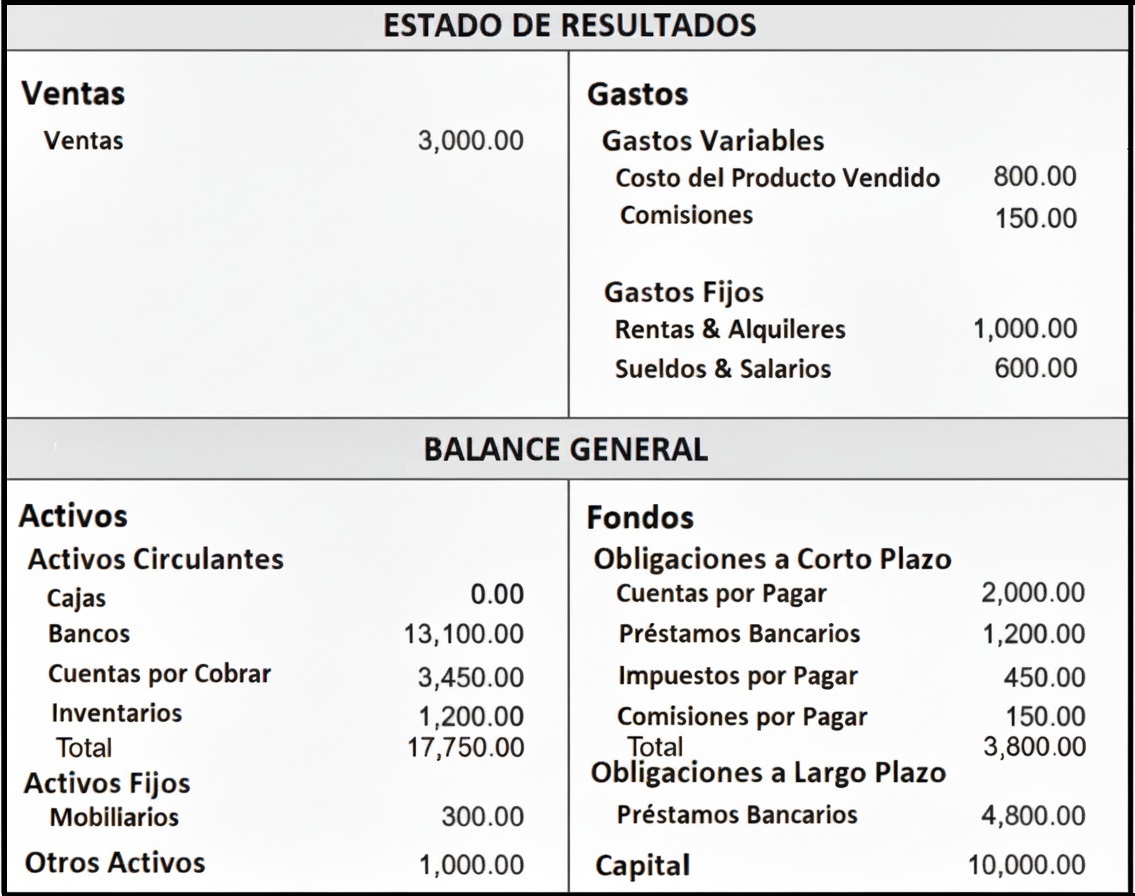 ESTADO DE RESULTADOS
Ventas
Ventas 3,000.00
Gastos
Gastos Variables
Costo del Producto Vendido 800.00
Comisiones 150.00
Gastos Fijos
Rentas & Alquileres 1,000.00
Sueldos & Salarios 600.00
BALANCE GENERAL
Activos
Activos Circulantes
Cajas 0.00
Bancos 13,100.00
Cuentas por Cobrar 3,450.00
Inventarios 1,200.00
Total 17,750.00
Activos Fijos
Mobiliarios 300.00
Otros Activos 1,000.00
Fondos
Obligaciones a Corto Plazo
Cuentas por Pagar 2,000.00
Préstamos Bancarios 1,200.00
Impuestos por Pagar 450.00
Comisiones por Pagar 150.00
Total 3,800.00
Obligaciones a Largo Plazo
Préstamos Bancarios 4,800.00
Capital 10,000.00